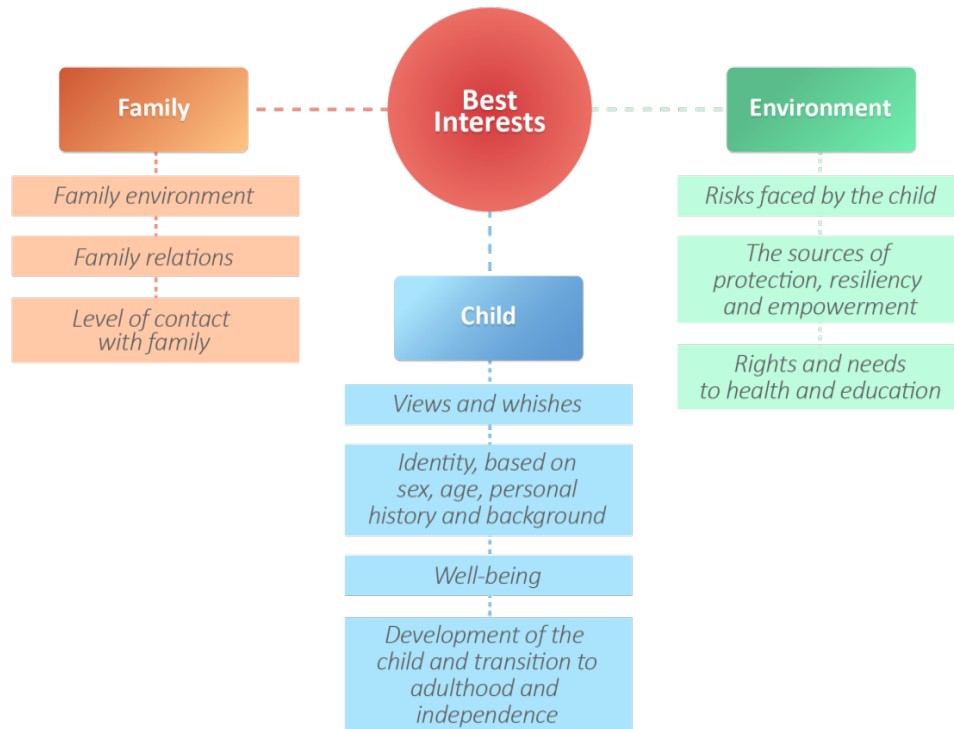 Best
Interests
Family
Family environment
Family relations
Level of contact
with family
Child
Views and whishes
Identity, based on
sex, age, personal
history and background
Well-being
Development of the
child and transition to
adulthood and
independence
Environment
Risks faced by the child
The sources of
protection, resiliency
and empowerment
Rights and needs
to health and education